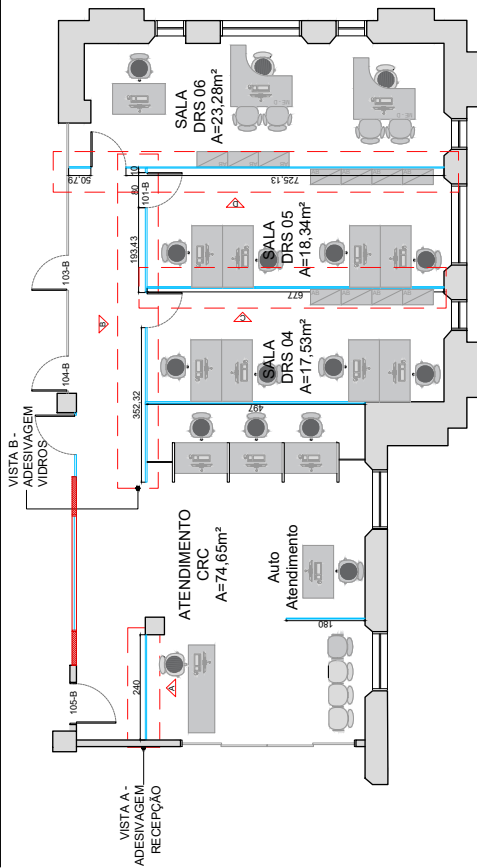 SALA
DRS 06
A=23,28m²
50,79
10
80
101-B
725,13
D
193,43
SALA
DRS 05
A=18,34m²
103-B
B
677
C
104-B
352,32
SALA
DRS 04
A=17,53m²
497
VISTA B-
ADESIVAGEM
VIDROS
ATENDIMENTO
CRC
A=74,65m²
Auto
Atendimento
180
105-B
240
A
VISTA A -
ADESIVAGEM
RECEPÇÃO